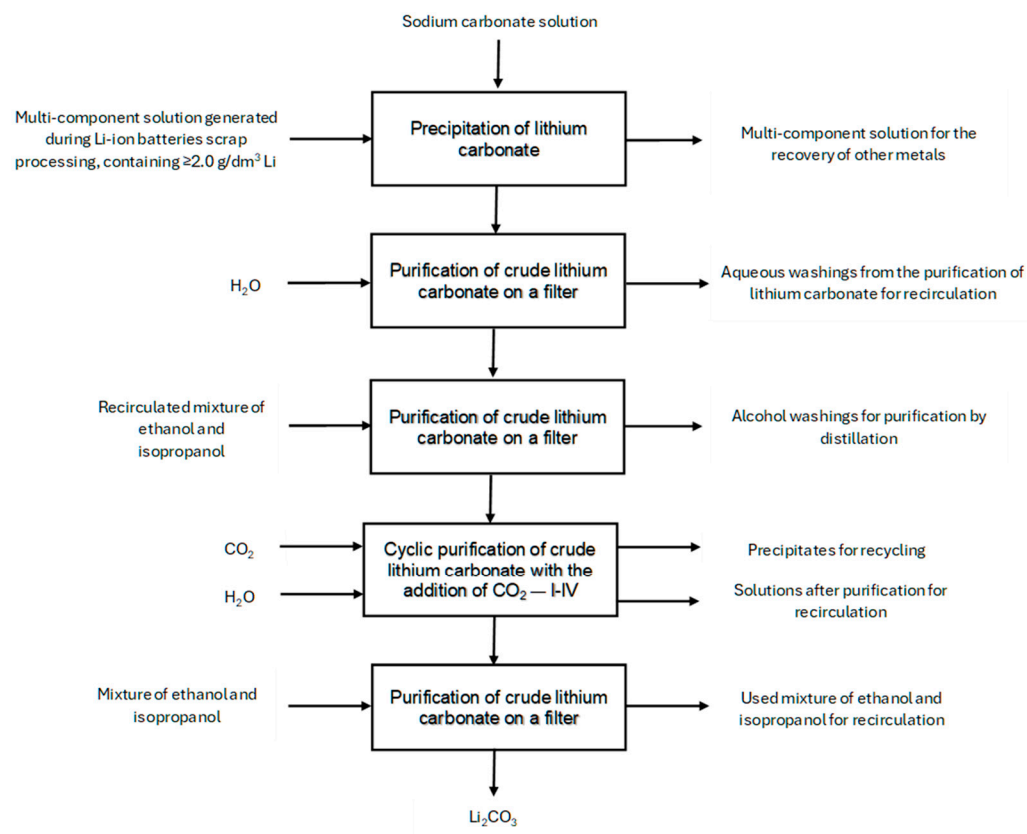 Sodium carbonate solution
Multi-component solution generated
during Li-ion batteries scrap
processing, containing ≥2.0 g/dm³ Li
Precipitation of lithium
carbonate
Multi-component solution for the
recovery of other metals
H₂O
Purification of crude lithium
carbonate on a filter
Aqueous washings from the purification of
lithium carbonate for recirculation
Recirculated mixture of
ethanol and
isopropanol
Purification of crude lithium
carbonate on a filter
Alcohol washings for purification by
distillation
CO₂
H₂O
Cyclic purification of crude
lithium carbonate with the
addition of CO₂ — I-IV
Precipitates for recycling
Solutions after purification for
recirculation
Mixture of ethanol and
isopropanol
Purification of crude lithium
carbonate on a filter
Used mixture of ethanol and
isopropanol for recirculation
Li₂CO₃